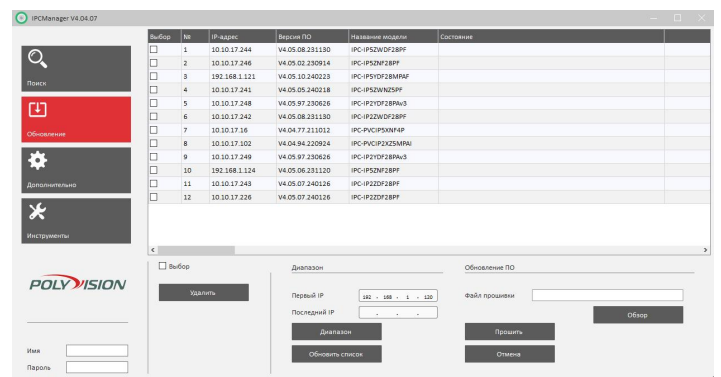 IPCManager V4.04.07
Выбор № IP-адрес Версия ПО Название модели Состояние
1 10.10.17.244 V4.05.08.231130 IPC-IP5ZWDF28PF
2 10.10.17.246 V4.05.02.230914 IPC-IP5ZNF28PF
3 192.168.1.121 V4.05.10.240223 IPC-IP5YDF28MPAF
4 10.10.17.241 V4.05.05.240218 IPC-IP5ZWNZ5PF
5 10.10.17.248 V4.05.97.230626 IPC-IP2YDF28PAv3
6 10.10.17.242 V4.05.08.231130 IPC-IP2ZWDF28PF
7 10.10.17.16 V4.04.77.211012 IPC-PVCIP5XNF4P
8 10.10.17.102 V4.04.94.220924 IPC-PVCIP2XZ5MPAI
9 10.10.17.249 V4.05.97.230626 IPC-IP2YDF28PAv3
10 192.168.1.124 V4.05.06.231120 IPC-IP5ZNF28PF
11 10.10.17.243 V4.05.07.240126 IPC-IP2ZDF28PF
12 10.10.17.226 V4.05.07.240126 IPC-IP2ZDF28PF
Поиск
Обновление
Дополнительно
Инструменты
POLYVISION
Имя
Пароль
Выбор
Удалить
Диапазон
Первый IP 192 . 168 . 1 . 120
Последний IP . . .
Диапазон
Обновить список
Обновление ПО
Файл прошивки
Обзор
Прошить
Отмена